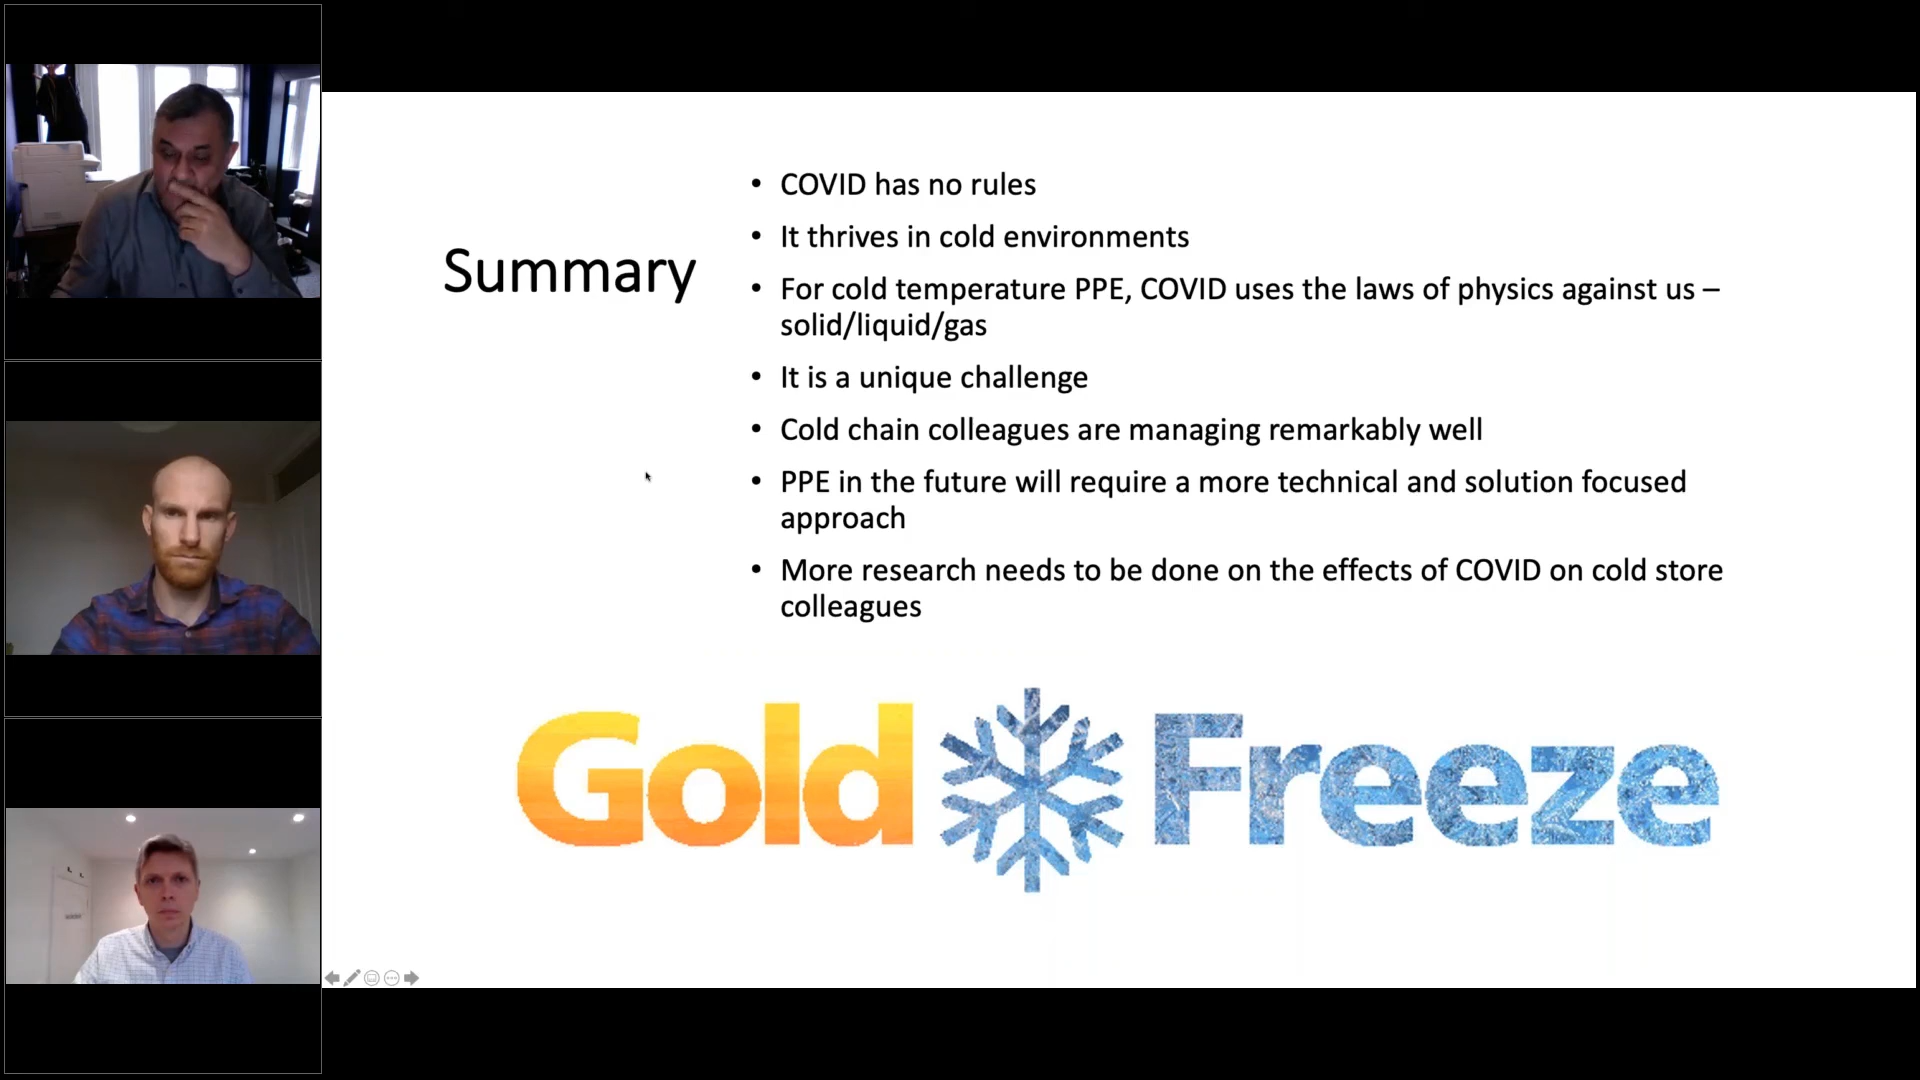 Summary
• COVID has no rules
• It thrives in cold environments
• For cold temperature PPE, COVID uses the laws of physics against us –
solid/liquid/gas
• It is a unique challenge
• Cold chain colleagues are managing remarkably well
• PPE in the future will require a more technical and solution focused
approach
• More research needs to be done on the effects of COVID on cold store
colleagues
Gold Freeze